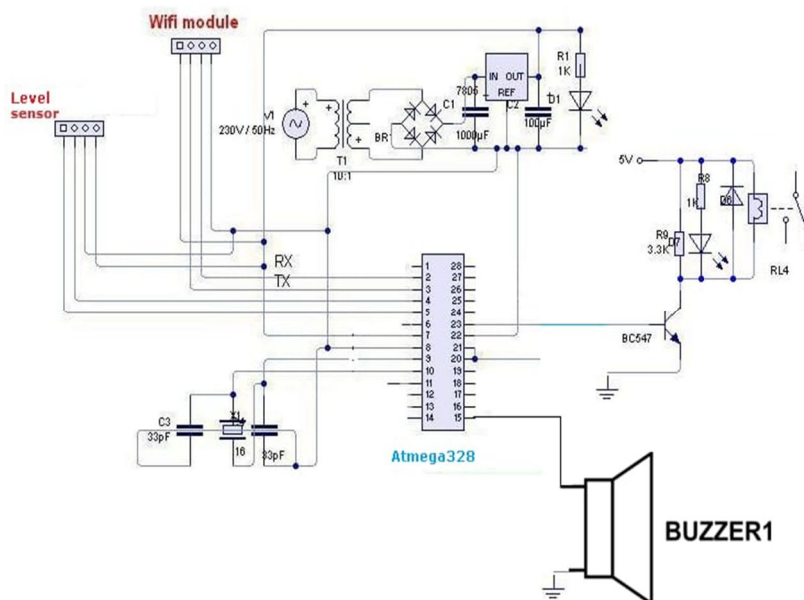 Wifi module
Level
sensor
V1
230V / 50Hz
T1
10:1
BR1
C1
1000µF
7806
IN OUT
REF
C2
100µF
D1
R1
1K
5V
R8
1K
D6
R9
3.3K
D7
RL4
RX
TX
1 28
2 27
3 26
4 25
5 24
6 23
7 22
8 21
9 20
10 19
11 18
12 17
13 16
14 15
BC547
C3
33pF
X1
16
33pF
Atmega328
BUZZER1